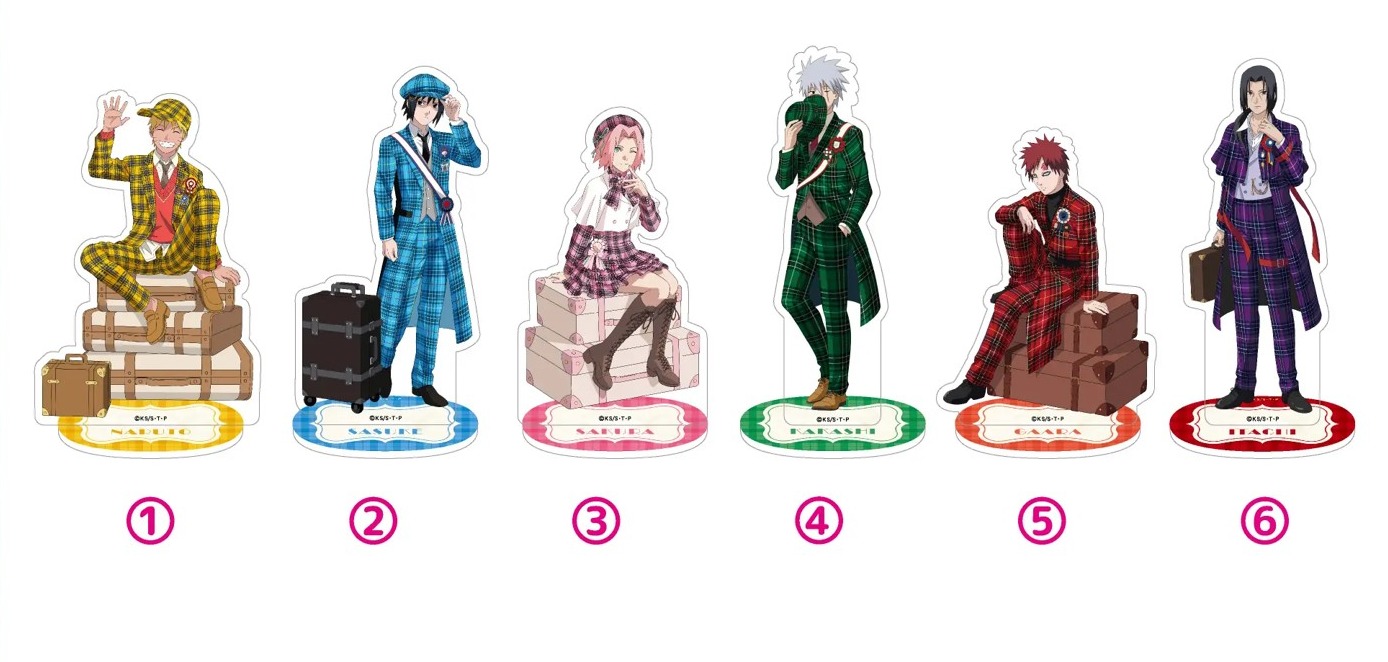 ©KS/S・T・P
NARUTO
©KS/S・T・P
SASUKE
©KS/S・T・P
SAKURA
©KS/S・T・P
KAKASHI
©KS/S・T・P
GAARA
©KS/S・T・P
ITACHI
① ② ③ ④ ⑤ ⑥